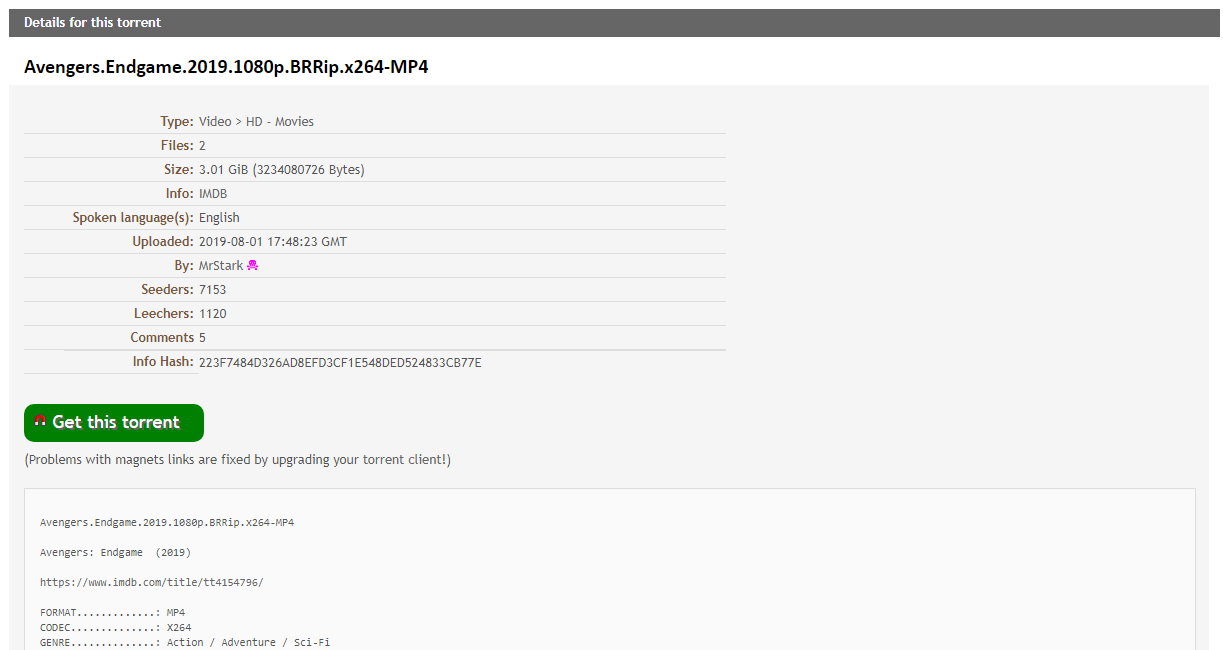 Details for this torrent
Avengers.Endgame.2019.1080p.BRRip.x264-MP4
Type: Video > HD - Movies
Files: 2
Size: 3.01 GiB (3234080726 Bytes)
Info: IMDB
Spoken language(s): English
Uploaded: 2019-08-01 17:48:23 GMT
By: MrStark
Seeders: 7153
Leechers: 1120
Comments 5
Info Hash: 223F7484D326AD8EFD3CF1E548DED524833CB77E
Get this torrent
(Problems with magnets links are fixed by upgrading your torrent client!)
Avengers.Endgame.2019.1080p.BRRip.x264-MP4
Avengers: Endgame  (2019)
https://www.imdb.com/title/tt4154796/
FORMAT.............: MP4
CODEC..............: X264
GENRE..............: Action / Adventure / Sci-Fi